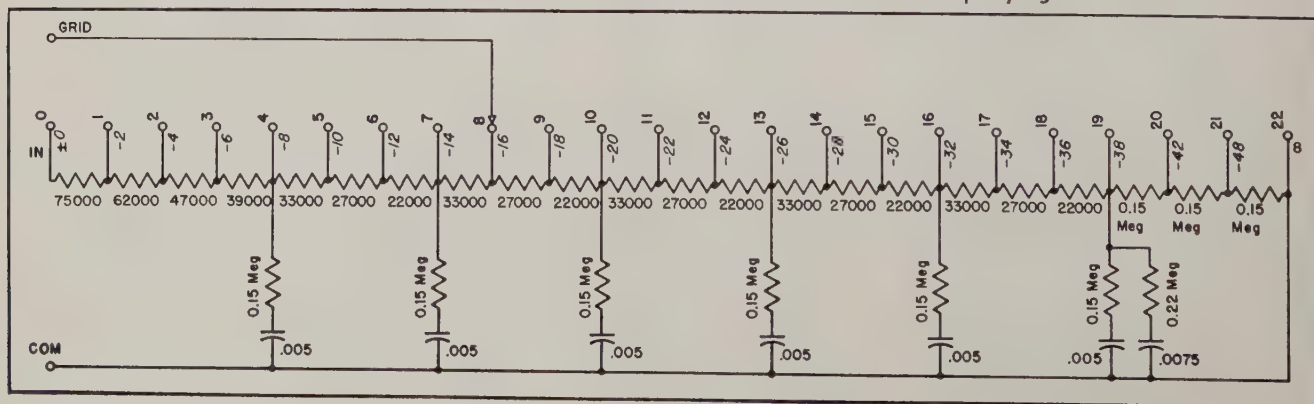 GRID
0 1 2 3 4 5 6 7 8 9 10 11 12 13 14 15 16 17 18 19 20 21 22
IN ±0 -2 -4 -6 -8 -10 -12 -14 -16 -18 -20 -22 -24 -26 -28 -30 -32 -34 -36 -38 -42 -48 8
75000 62000 47000 39000 33000 27000 22000 33000 27000 22000 33000 27000 22000 33000 27000 22000 33000 27000 22000 0.15 Meg 0.15 Meg 0.15 Meg
0.15 Meg 0.15 Meg 0.15 Meg 0.15 Meg 0.15 Meg 0.15 Meg 0.22 Meg
COM .005 .005 .005 .005 .005 .005 .0075